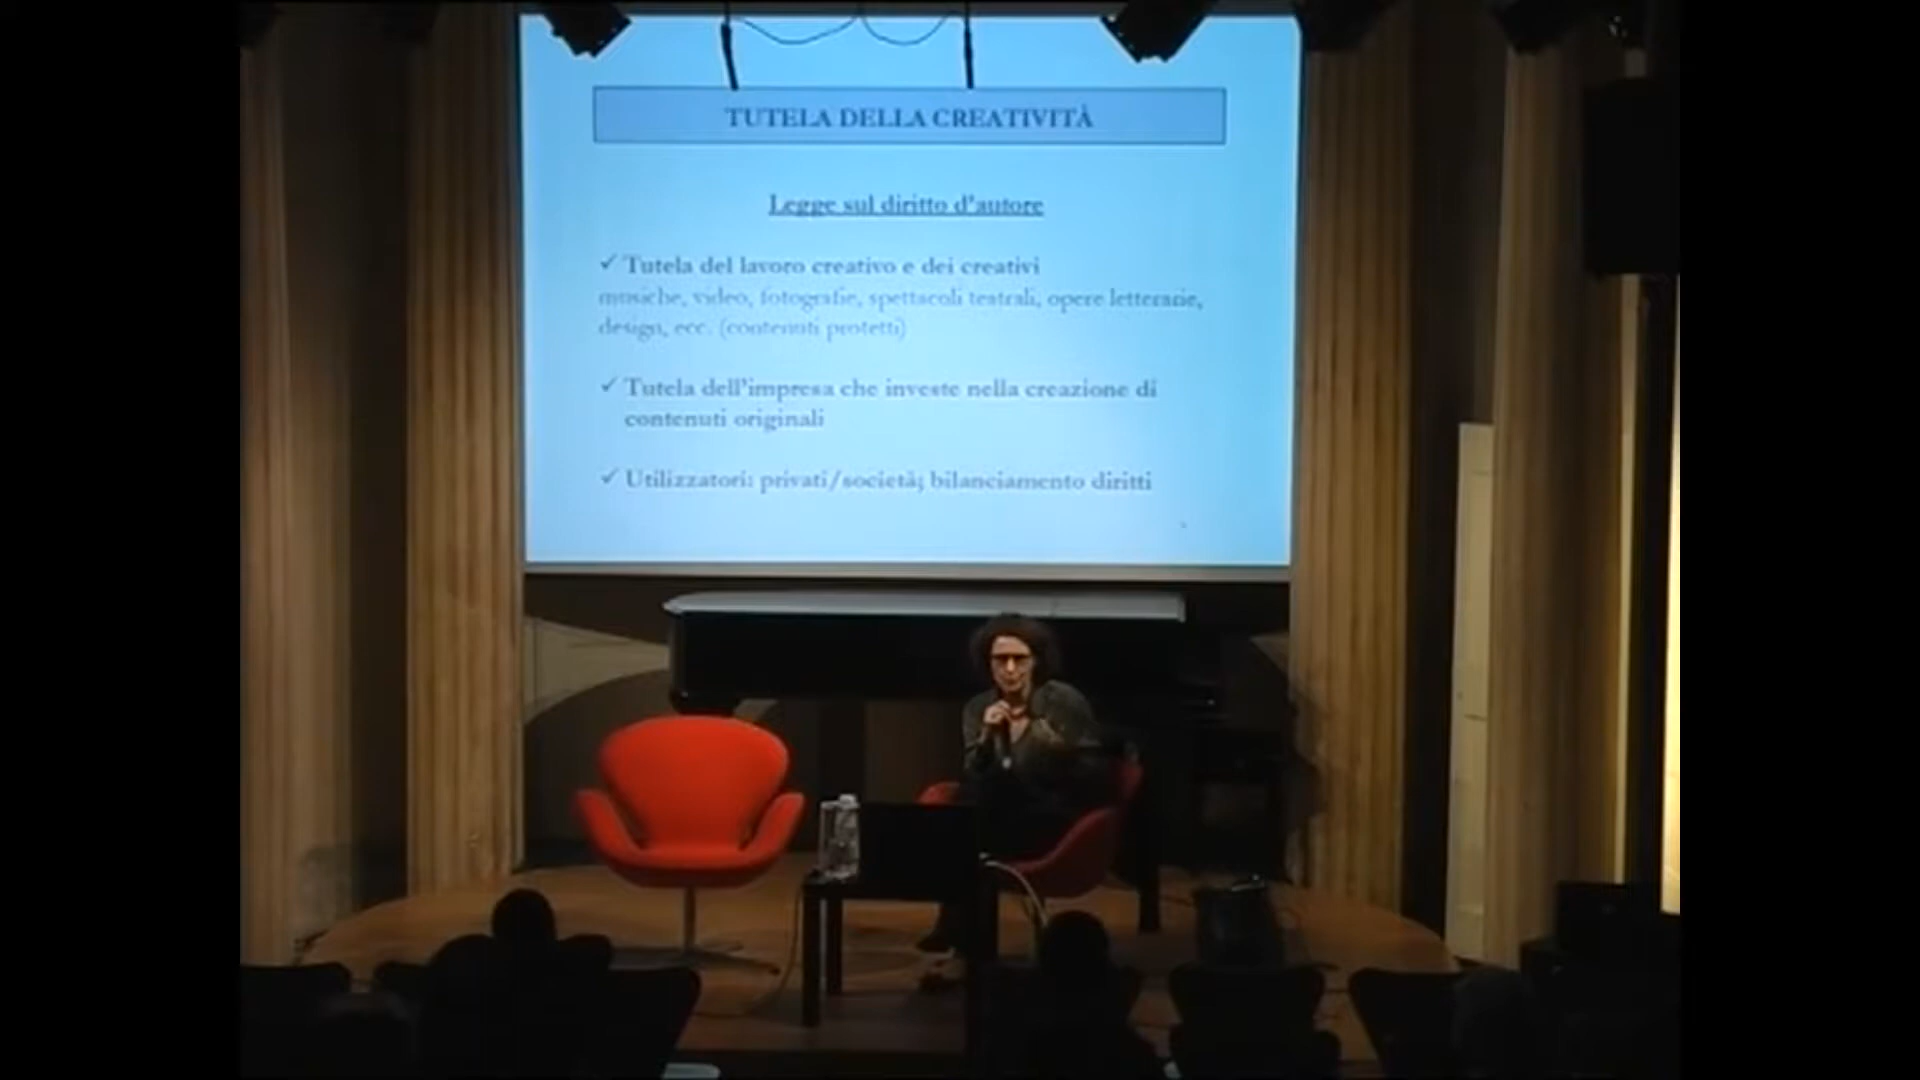 TUTELA DELLA CREATIVITÀ
Legge sul diritto d'autore
✓ Tutela del lavoro creativo e dei creativi
musiche, video, fotografie, spettacoli teatrali, opere letterarie,
design, ecc. (contenuti protetti)
✓ Tutela dell'impresa che investe nella creazione di
contenuti originali
✓ Utilizzatori: privati/società; bilanciamento diritti